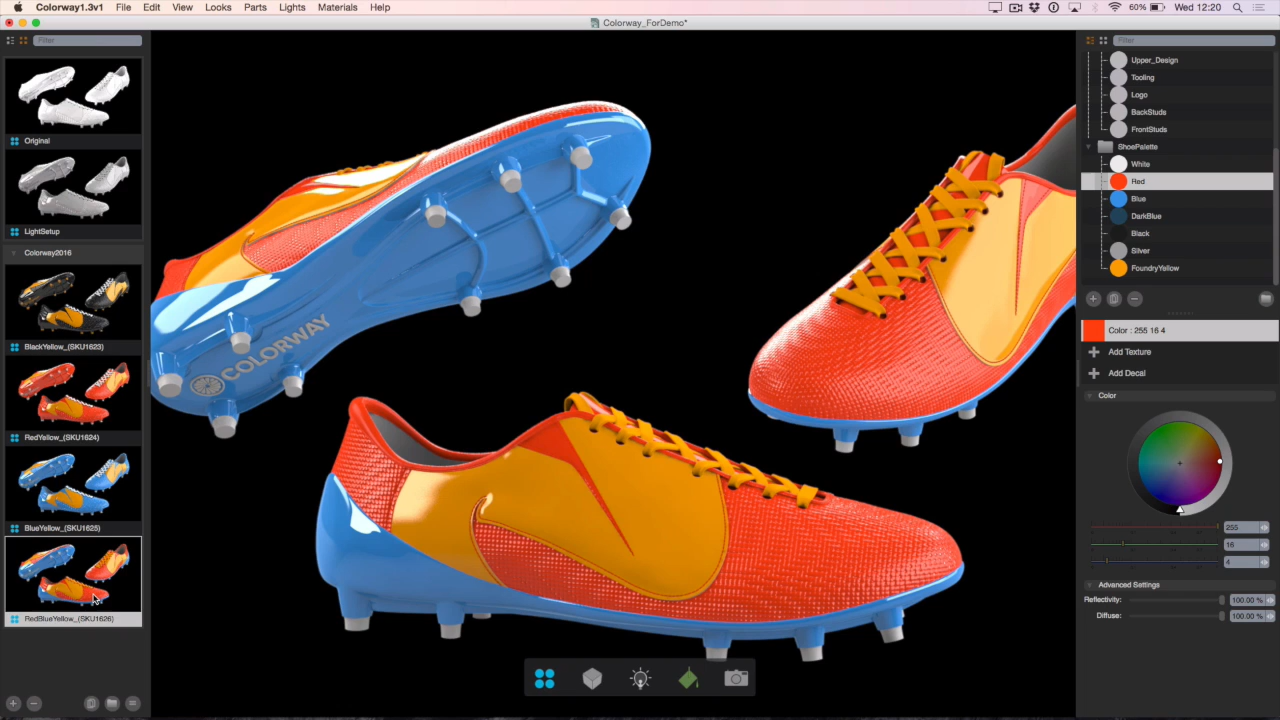 Colorway1.3v1 File Edit View Looks Parts Lights Materials Help
60% Wed 12:20
Colorway_ForDemo*
Filter
Original
LightSetup
Colorway2016
BlackYellow_(SKU1623)
RedYellow_(SKU1624)
BlueYellow_(SKU1625)
RedBlueYellow_(SKU1626)
COLORWAY
Filter
Upper_Design
Tooling
Logo
BackStuds
FrontStuds
ShoePalette
White
Red
Blue
DarkBlue
Black
Silver
FoundryYellow
Color : 255 16 4
Add Texture
Add Decal
Color
255
16
4
Advanced Settings
Reflectivity: 100.00 %
Diffuse: 100.00 %